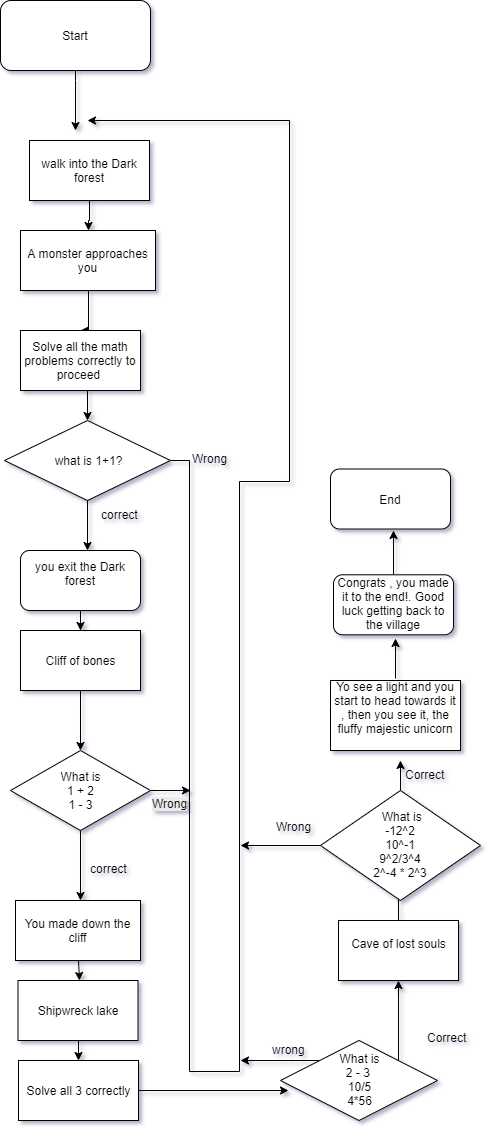 Start
walk into the Dark
forest
A monster approaches
you
Solve all the math
problems correctly to
proceed
what is 1+1?
Wrong
correct
you exit the Dark
forest
Cliff of bones
What is
1 + 2
1 - 3
Wrong
correct
You made down the
cliff
Shipwreck lake
Solve all 3 correctly
wrong
What is
2 - 3
10/5
4*56
Correct
Cave of lost souls
Wrong
What is
-12^2
10^-1
9^2/3^4
2^-4 * 2^3
Correct
Yo see a light and you
start to head towards it
, then you see it, the
fluffy majestic unicorn
Congrats , you made
it to the end!. Good
luck getting back to
the village
End